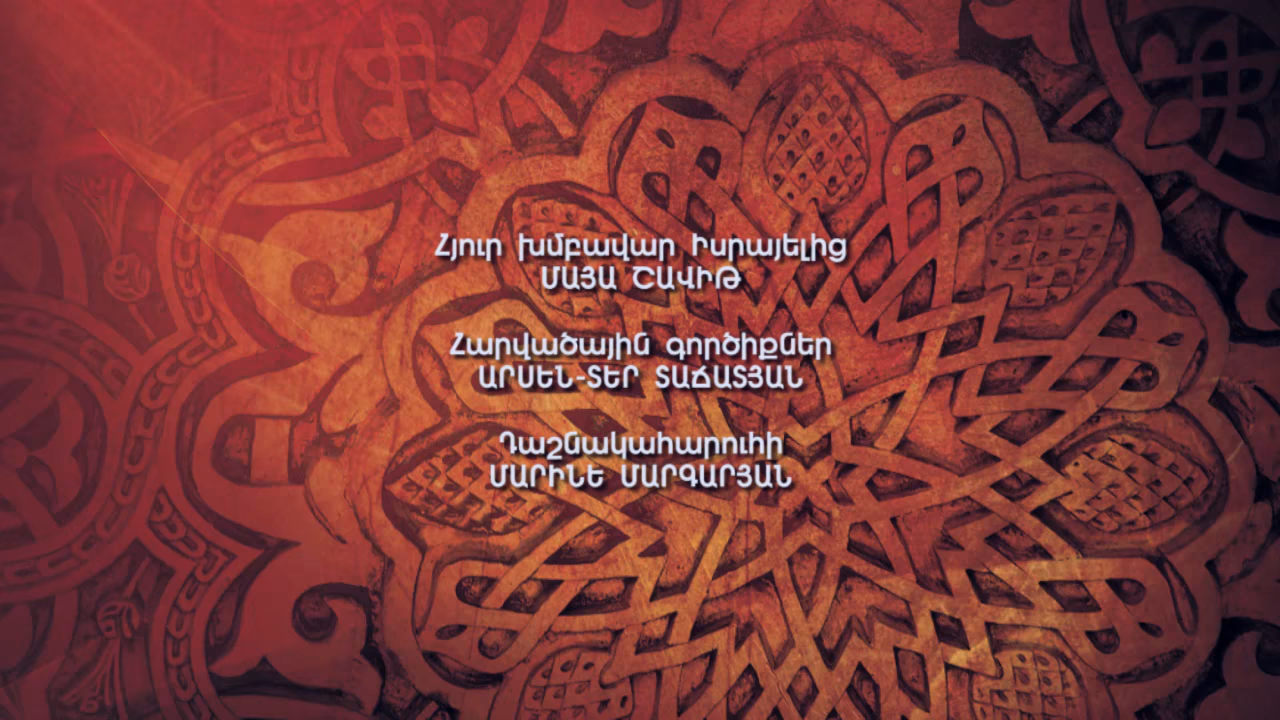 Հյուր խմբավար Իսրայելից
ՄԱՅԱ ՇԱՎԻԹ
Հարվածային գործիքներ
ԱՐՍԵՆ-ՏԵՐ ՏԱՃԱՏՅԱՆ
Դաշնակահարուհի
ՄԱՐԻՆԵ ՄԱՐԳԱՐՅԱՆ